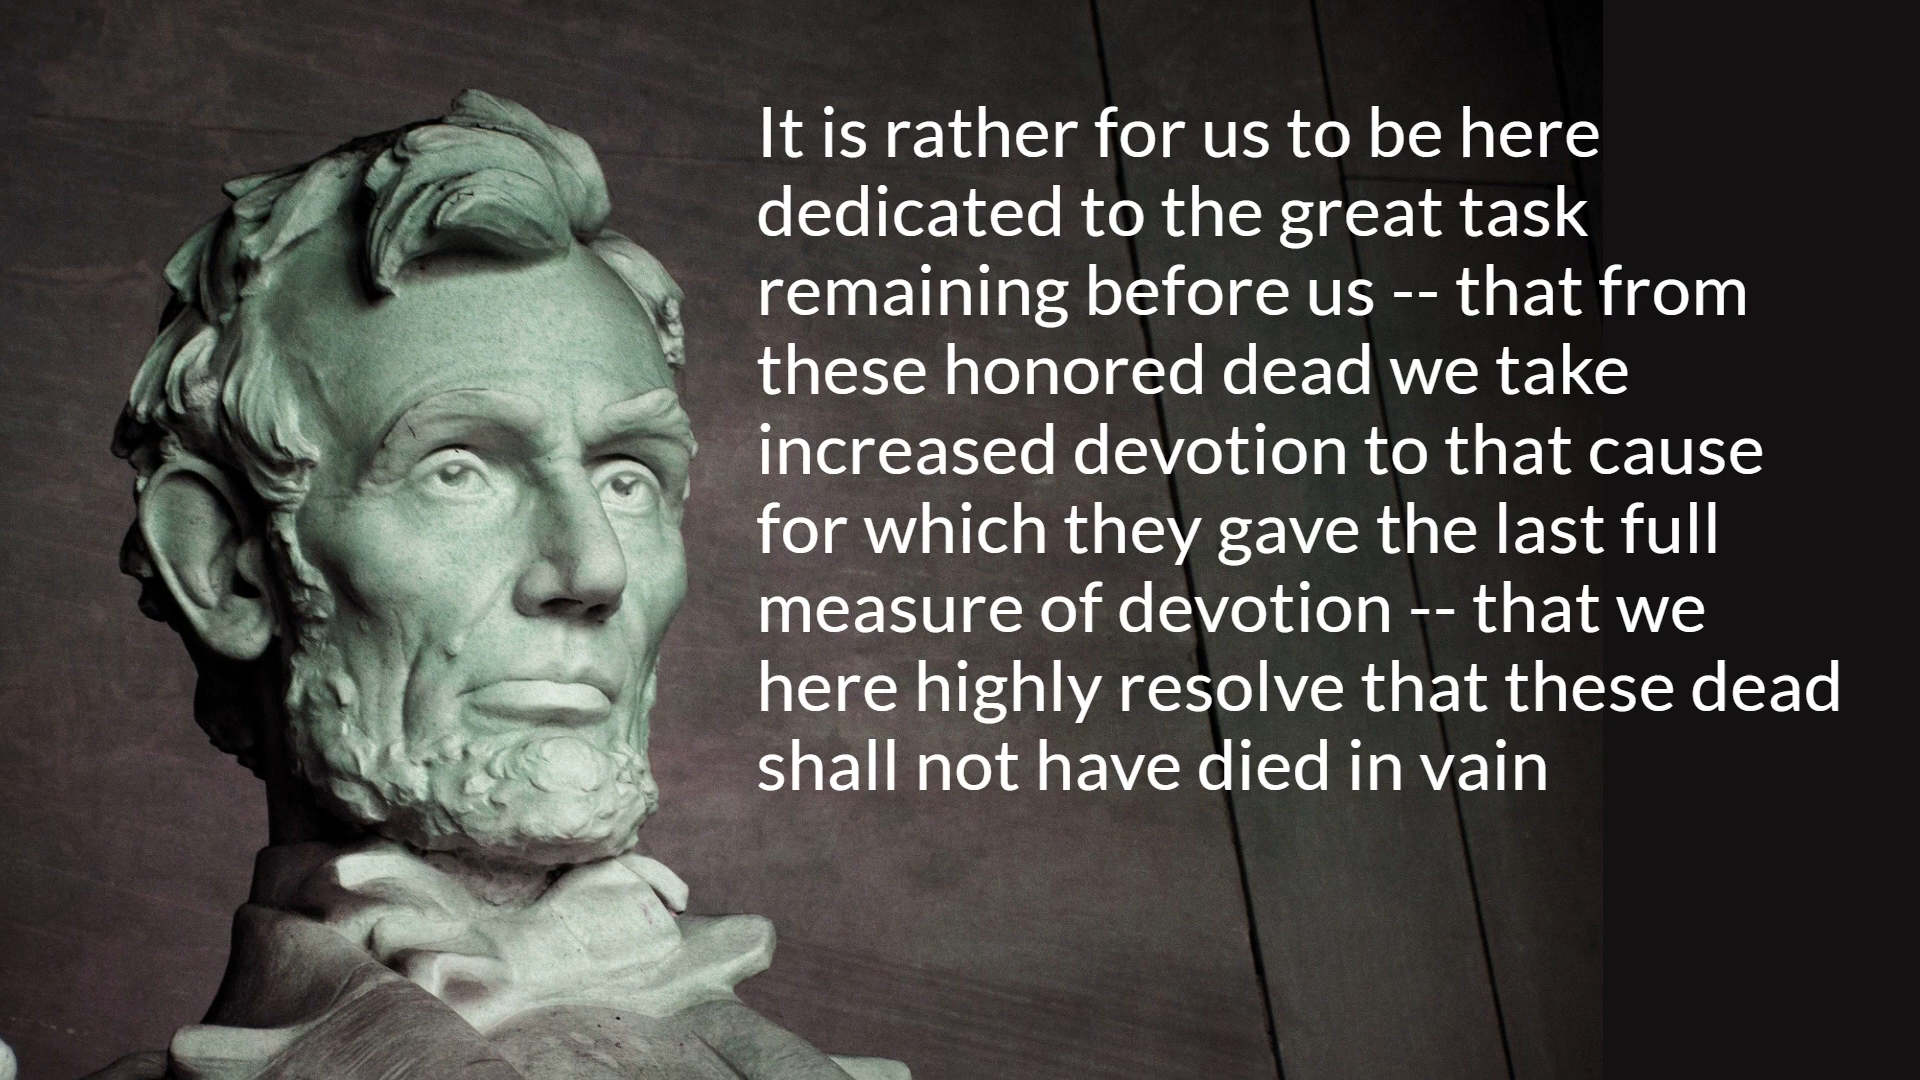 It is rather for us to be here
dedicated to the great task
remaining before us -- that from
these honored dead we take
increased devotion to that cause
for which they gave the last full
measure of devotion -- that we
here highly resolve that these dead
shall not have died in vain